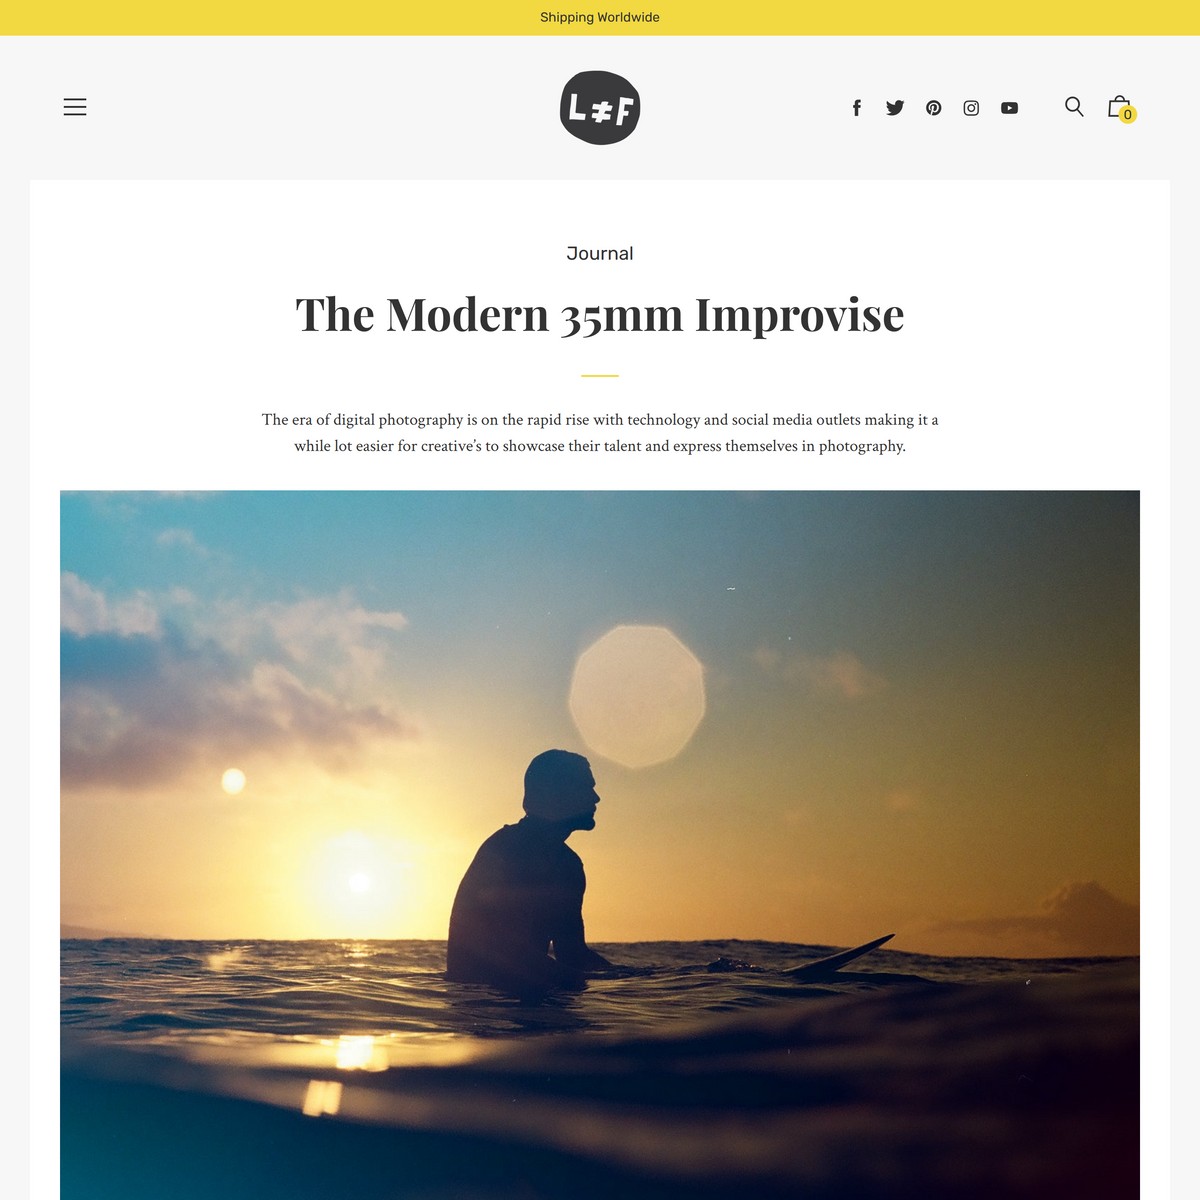 Shipping Worldwide
L≠F
0
Journal
The Modern 35mm Improvise
The era of digital photography is on the rapid rise with technology and social media outlets making it a
while lot easier for creative’s to showcase their talent and express themselves in photography.